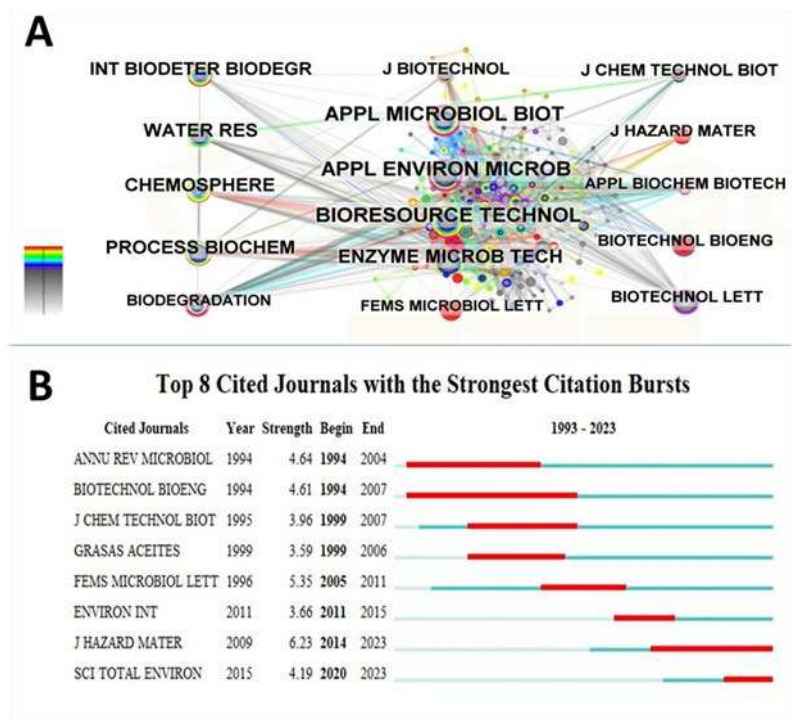 A
INT BIODETER BIODEGR
J BIOTECHNOL
J CHEM TECHNOL BIOT
WATER RES
APPL MICROBIOL BIOT
J HAZARD MATER
CHEMOSPHERE
APPL ENVIRON MICROB
APPL BIOCHEM BIOTECH
BIORESOURCE TECHNOL
PROCESS BIOCHEM
ENZYME MICROB TECH
BIOTECHNOL BIOENG
BIODEGRADATION
FEMS MICROBIOL LETT
BIOTECHNOL LETT
B
Top 8 Cited Journals with the Strongest Citation Bursts
Cited Journals Year Strength Begin End 1993 - 2023
ANNU REV MICROBIOL 1994 4.64 1994 2004
BIOTECHNOL BIOENG 1994 4.61 1994 2007
J CHEM TECHNOL BIOT 1995 3.96 1999 2007
GRASAS ACEITES 1999 3.59 1999 2006
FEMS MICROBIOL LETT 1996 5.35 2005 2011
ENVIRON INT 2011 3.66 2011 2015
J HAZARD MATER 2009 6.23 2014 2023
SCI TOTAL ENVIRON 2015 4.19 2020 2023